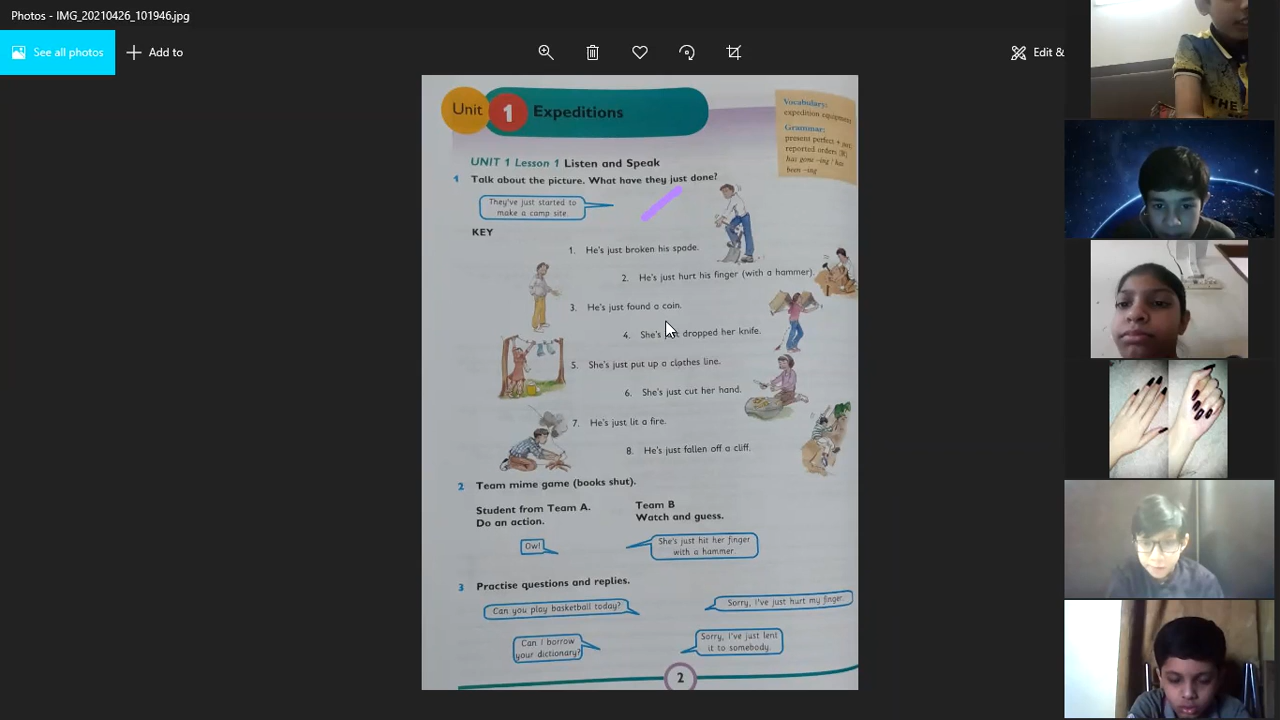 Photos - IMG_20210426_101946.jpg
See all photos
Add to
Edit &
Unit 1 Expeditions
Vocabulary:
expedition equipment
Grammar:
present perfect + just
reported orders [R]
has gone -ing / has
been -ing
UNIT 1 Lesson 1 Listen and Speak
1 Talk about the picture. What have they just done?
They've just started to
make a camp site.
KEY
1. He's just broken his spade.
2. He's just hurt his finger (with a hammer).
3. He's just found a coin.
4. She's just dropped her knife.
5. She's just put up a clothes line.
6. She's just cut her hand.
7. He's just lit a fire.
8. He's just fallen off a cliff.
2 Team mime game (books shut).
Student from Team A.
Do an action.
Team B
Watch and guess.
Ow!
She's just hit her finger
with a hammer.
3 Practise questions and replies.
Can you play basketball today?
Sorry, I've just hurt my finger.
Can I borrow
your dictionary?
Sorry, I've just lent
it to somebody.
2
THE